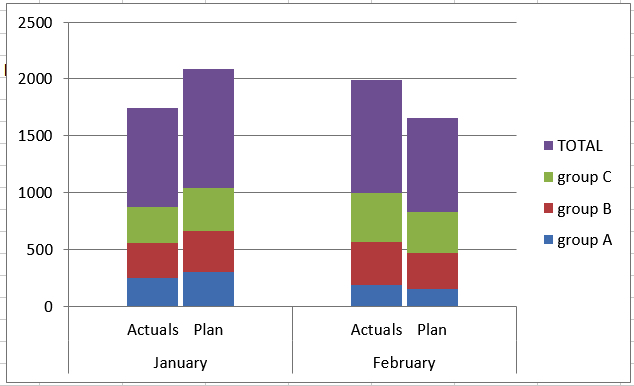 2500
2000
1500
1000
500
0
TOTAL
group C
group B
group A
Actuals Plan Actuals Plan
January February